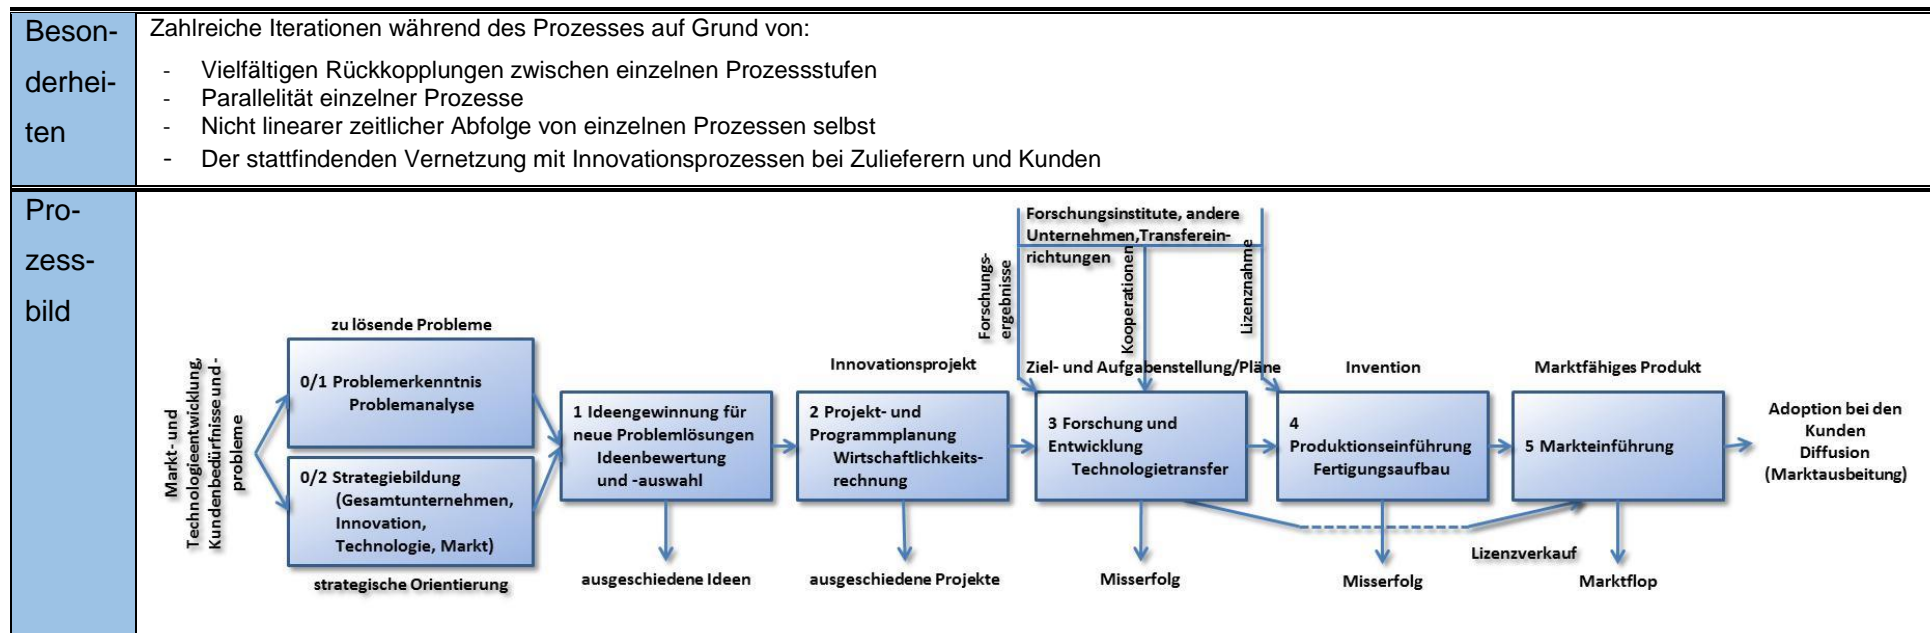 Beson-
derhei-
ten
Zahlreiche Iterationen während des Prozesses auf Grund von:
- Vielfältigen Rückkopplungen zwischen einzelnen Prozessstufen
- Parallelität einzelner Prozesse
- Nicht linearer zeitlicher Abfolge von einzelnen Prozessen selbst
- Der stattfindenden Vernetzung mit Innovationsprozessen bei Zulieferern und Kunden
Pro-
zess-
bild
Forschungsinstitute, andere
Unternehmen,Transferein-
richtungen
Forschungs-
ergebnisse
Kooperationen
Lizenznahme
Markt- und
Technologieentwicklung,
Kundenbedürfnisse und -
probleme
zu lösende Probleme
0/1 Problemerkenntnis
Problemanalyse
0/2 Strategiebildung
(Gesamtunternehmen,
Innovation,
Technologie, Markt)
strategische Orientierung
1 Ideengewinnung für
neue Problemlösungen
Ideenbewertung
und -auswahl
ausgeschiedene Ideen
Innovationsprojekt
2 Projekt- und
Programmplanung
Wirtschaftlichkeits-
rechnung
ausgeschiedene Projekte
Ziel- und Aufgabenstellung/Pläne
3 Forschung und
Entwicklung
Technologietransfer
Misserfolg
Invention
4
Produktionseinführung
Fertigungsaufbau
Misserfolg
Marktfähiges Produkt
5 Markteinführung
Lizenzverkauf
Marktflop
Adoption bei den
Kunden
Diffusion
(Marktausbeitung)